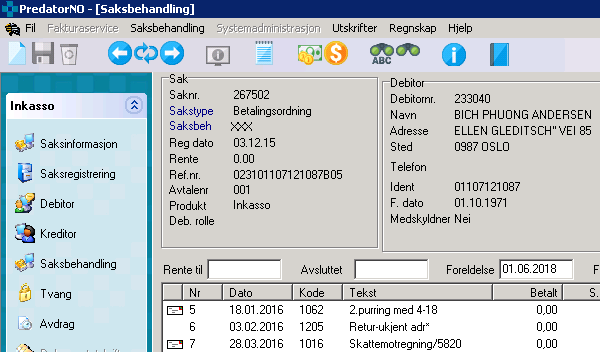 PredatorNO - [Saksbehandling]
Fil Fakturaservice Saksbehandling Systemadministrasjon Utskrifter Regnskap Hjelp
ABC
Inkasso
Saksinformasjon
Saksregistrering
Debitor
Kreditor
Saksbehandling
Tvang
Avdrag
Sak
Saknr. 267502
Sakstype Betalingsordning
Saksbeh XXX
Reg dato 03.12.15
Rente 0.00
Ref.nr. 023101107121087B05
Avtalenr 001
Produkt Inkasso
Deb. rolle
Debitor
Debitornr. 233040
Navn BICH PHUONG ANDERSEN
Adresse ELLEN GLEDITSCH" VEI 85
Sted 0987 OSLO
Telefon
Ident 01107121087
F. dato 01.10.1971
Medskyldner Nei
Rente til Avsluttet Foreldelse 01.06.2018 F
Nr Dato Kode Tekst Betalt S.
5 18.01.2016 1062 2.purring med 4-18 0,00
6 03.02.2016 1205 Retur-ukjent adr* 0,00
7 28.03.2016 1016 Skattemotregning/5820 0,00